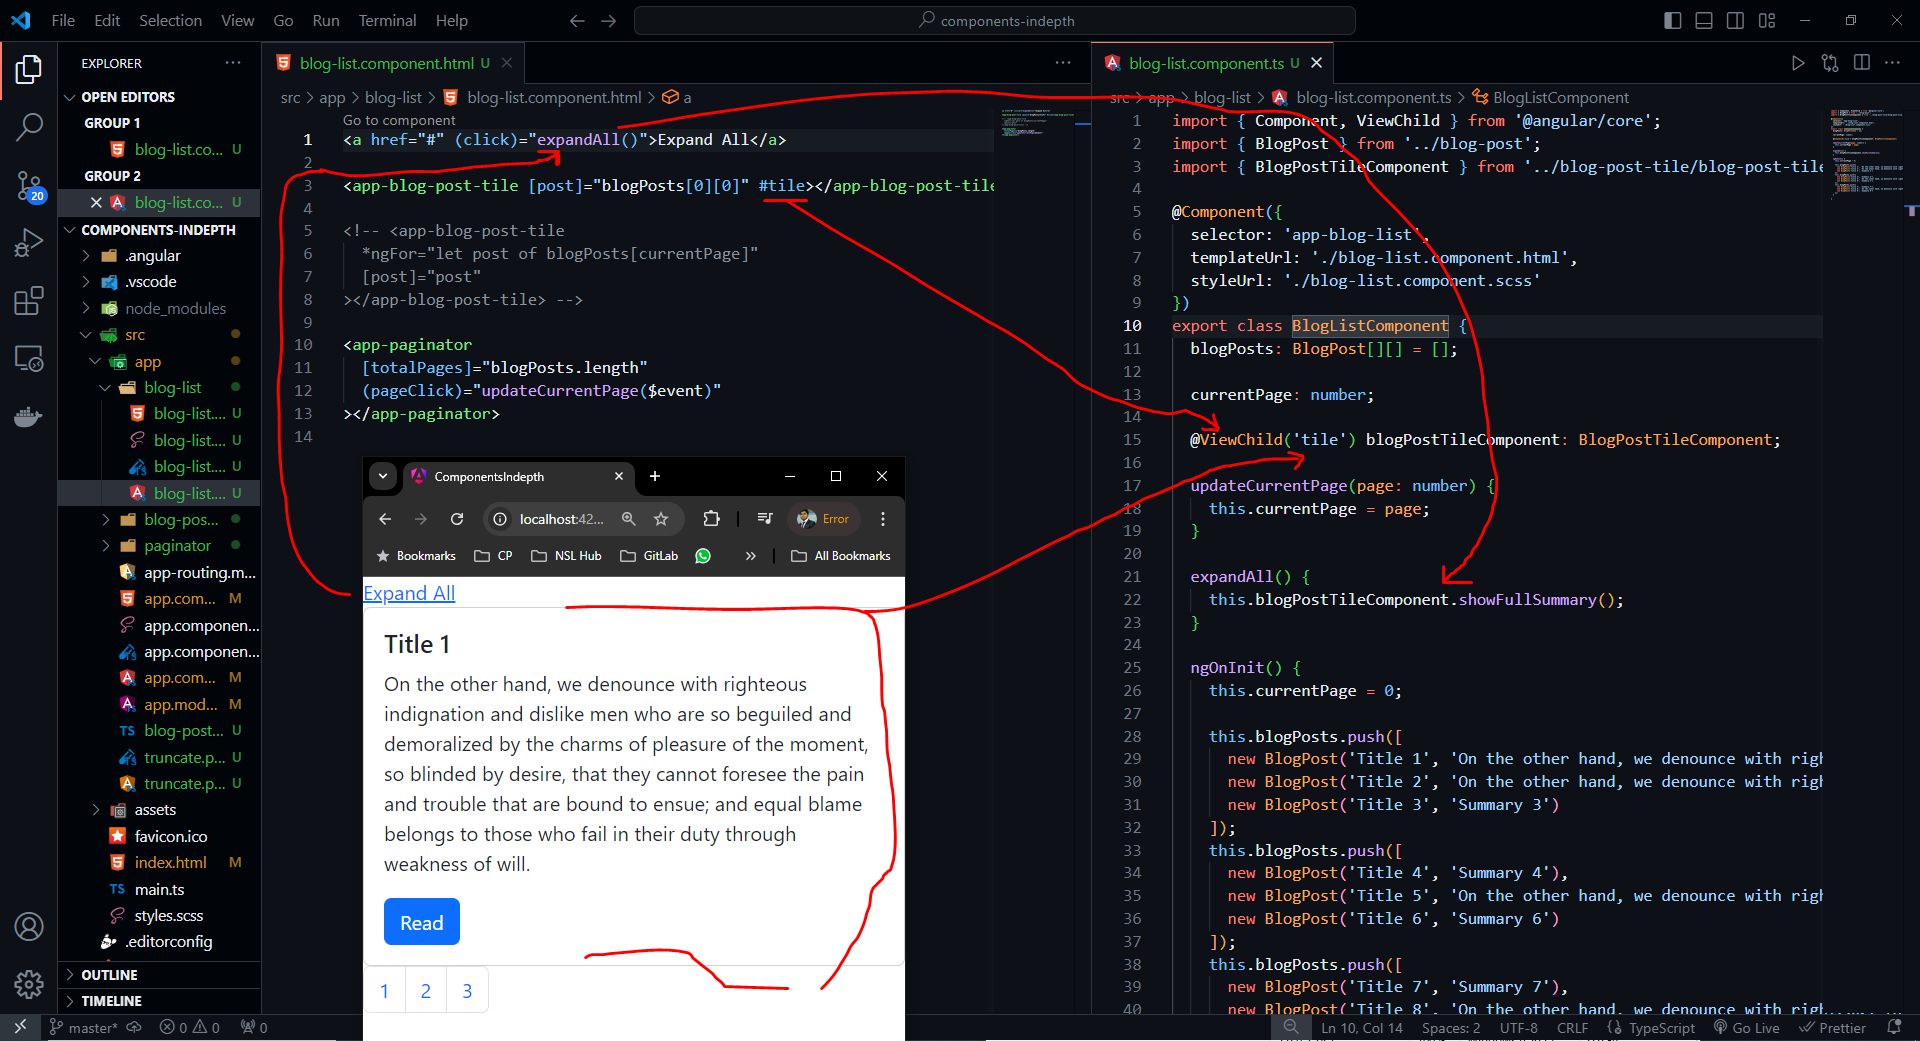 File Edit Selection View Go Run Terminal Help
components-indepth
EXPLORER
OPEN EDITORS
GROUP 1
blog-list.co... U
GROUP 2
blog-list.co... U
COMPONENTS-INDEPTH
.angular
.vscode
node_modules
src
app
blog-list
blog-list.... U
blog-list.... U
blog-list.... U
blog-list.... U
blog-pos...
paginator
app-routing.m...
app.com... M
app.componen...
app.componen...
app.com... M
app.mod... M
TS blog-post... U
truncate.p... U
truncate.p... U
assets
favicon.ico
index.html M
TS main.ts
styles.scss
.editorconfig
OUTLINE
TIMELINE
20
blog-list.component.html U
src > app > blog-list > blog-list.component.html > a
Go to component
1 <a href="#" (click)="expandAll()">Expand All</a>
2
3 <app-blog-post-tile [post]="blogPosts[0][0]" #tile></app-blog-post-tile
4
5 <!-- <app-blog-post-tile
6 *ngFor="let post of blogPosts[currentPage]"
7 [post]="post"
8 ></app-blog-post-tile> -->
9
10 <app-paginator
11 [totalPages]="blogPosts.length"
12 (pageClick)="updateCurrentPage($event)"
13 ></app-paginator>
14
ComponentsIndepth
localhost:42...
Error
Bookmarks CP NSL Hub GitLab » All Bookmarks
Expand All
Title 1
On the other hand, we denounce with righteous
indignation and dislike men who are so beguiled and
demoralized by the charms of pleasure of the moment,
so blinded by desire, that they cannot foresee the pain
and trouble that are bound to ensue; and equal blame
belongs to those who fail in their duty through
weakness of will.
Read
1 2 3
blog-list.component.ts U
src > app > blog-list > blog-list.component.ts > BlogListComponent
1 import { Component, ViewChild } from '@angular/core';
2 import { BlogPost } from '../blog-post';
3 import { BlogPostTileComponent } from '../blog-post-tile/blog-post-tile
4
5 @Component({
6 selector: 'app-blog-list',
7 templateUrl: './blog-list.component.html',
8 styleUrl: './blog-list.component.scss'
9 })
10 export class BlogListComponent {
11 blogPosts: BlogPost[][] = [];
12
13 currentPage: number;
14
15 @ViewChild('tile') blogPostTileComponent: BlogPostTileComponent;
16
17 updateCurrentPage(page: number) {
18 this.currentPage = page;
19 }
20
21 expandAll() {
22 this.blogPostTileComponent.showFullSummary();
23 }
24
25 ngOnInit() {
26 this.currentPage = 0;
27
28 this.blogPosts.push([
29 new BlogPost('Title 1', 'On the other hand, we denounce with righ
30 new BlogPost('Title 2', 'On the other hand, we denounce with righ
31 new BlogPost('Title 3', 'Summary 3')
32 ]);
33 this.blogPosts.push([
34 new BlogPost('Title 4', 'Summary 4'),
35 new BlogPost('Title 5', 'On the other hand, we denounce with righ
36 new BlogPost('Title 6', 'Summary 6')
37 ]);
38 this.blogPosts.push([
39 new BlogPost('Title 7', 'Summary 7'),
40 new BlogPost('Title 8', 'On the other hand, we denounce with righ
master* 0 0 0
Ln 10, Col 14 Spaces: 2 UTF-8 CRLF {} TypeScript Go Live Prettier